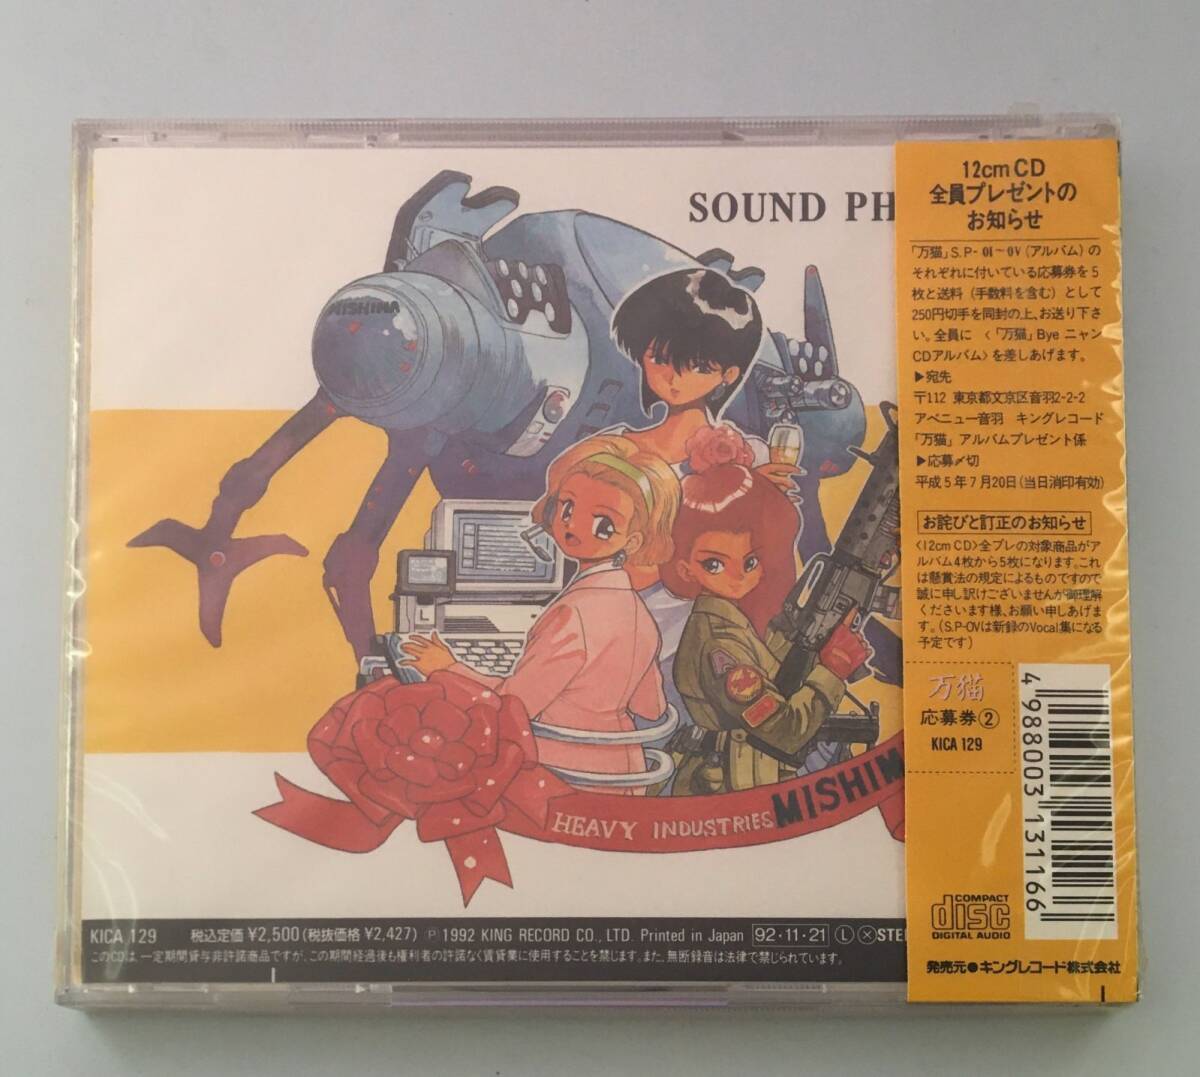 SOUND PH
MISHIMA
HEAVY INDUSTRIES MISHIM
KICA 129 税込定価¥2,500(税抜価格¥2,427) Ⓟ 1992 KING RECORD CO., LTD. Printed in Japan 92・11・21 Ⓛ Ⓧ STE
このCDは、一定期間貸与非許諾商品ですが、この期間経過後も権利者の許諾なく賃貸業に使用することを禁じます。また、無断録音は法律で禁じられています。
12cm CD
全員プレゼントの
お知らせ
「万猫」S.P-OI~OV(アルバム)の
それぞれに付いている応募券を5
枚と送料(手数料を含む)として
250円切手を同封の上、お送り下さ
い。全員に〈「万猫」Bye ニャン
CDアルバム〉を差しあげます。
▶宛先
〒112 東京都文京区音羽2-2-2
アベニュー音羽 キングレコード
「万猫」アルバムプレゼント係
▶応募〆切
平成5年7月20日(当日消印有効)
お詫びと訂正のお知らせ
〈12cm CD〉全プレの対象商品がア
ルバム4枚から5枚になります。これ
は懸賞法の規定によるものですので
誠に申し訳けございませんが御理解
くださいます様、お願い申しあげま
す。(S.P-OVは新録のVocal集になる
予定です)
万猫
応募券②
KICA 129
4 988003 131166
COMPACT
disc
DIGITAL AUDIO
発売元●キングレコード株式会社